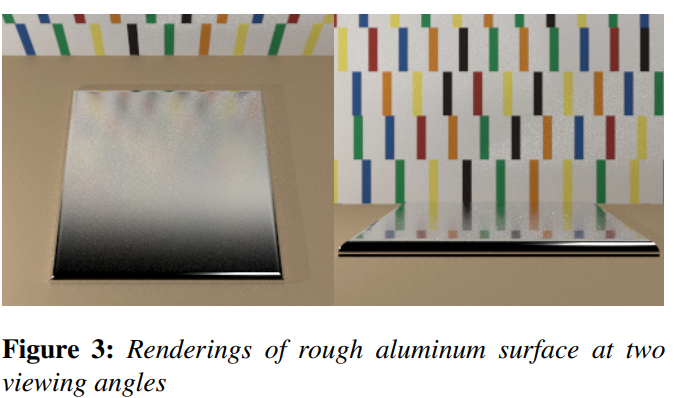 Figure 3: Renderings of rough aluminum surface at two
viewing angles